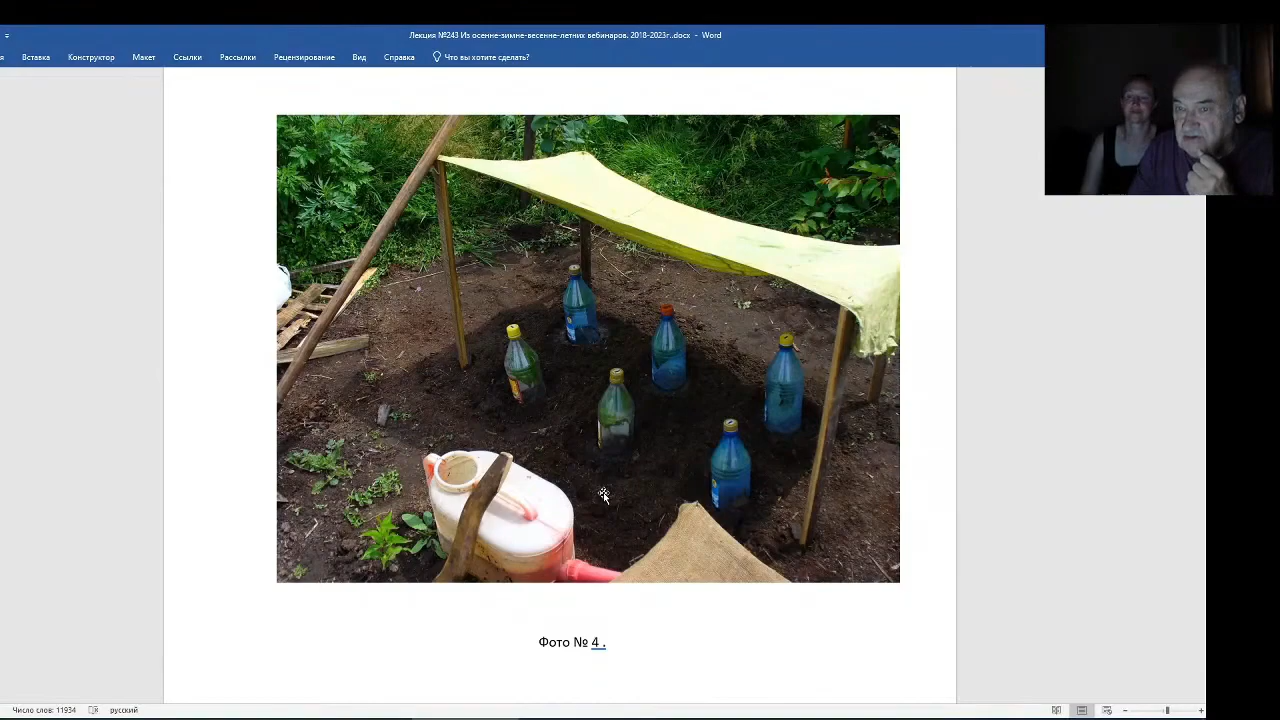 Лекция №243 Из осенне-зимне-весенне-летних вебинаров. 2018-2023г..docx - Word
Вставка Конструктор Макет Ссылки Рассылки Рецензирование Вид Справка Что вы хотите сделать?
Фото № 4 .
Число слов: 11934 русский